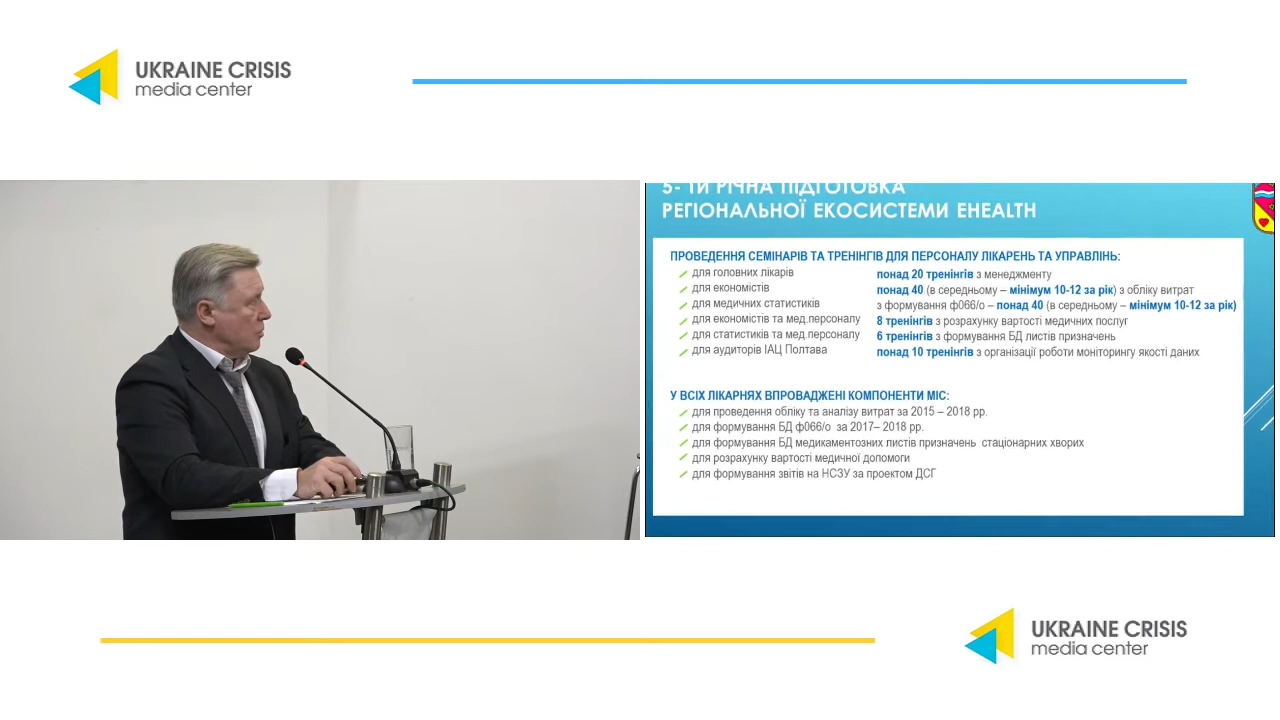 UKRAINE CRISIS
media center
5- ТИ РІЧНА ПІДГОТОВКА
РЕГІОНАЛЬНОЇ ЕКОСИСТЕМИ EHEALTH
ПРОВЕДЕННЯ СЕМІНАРІВ ТА ТРЕНІНГІВ ДЛЯ ПЕРСОНАЛУ ЛІКАРЕНЬ ТА УПРАВЛІНЬ:
для головних лікарів понад 20 тренінгів з менеджменту
для економістів понад 40 (в середньому – мінімум 10-12 за рік) з обліку витрат
для медичних статистиків з формування ф066/о – понад 40 (в середньому – мінімум 10-12 за рік)
для економістів та мед.персоналу 8 тренінгів з розрахунку вартості медичних послуг
для статистиків та мед.персоналу 6 тренінгів з формування БД листів призначень
для аудиторів ІАЦ Полтава понад 10 тренінгів з організації роботи моніторингу якості даних
У ВСІХ ЛІКАРНЯХ ВПРОВАДЖЕНІ КОМПОНЕНТИ МІС:
для проведення обліку та аналізу витрат за 2015 – 2018 рр.
для формування БД ф066/о за 2017– 2018 рр.
для формування БД медикаментозних листів призначень стаціонарних хворих
для розрахунку вартості медичної допомоги
для формування звітів на НСЗУ за проектом ДСГ
UKRAINE CRISIS
media center